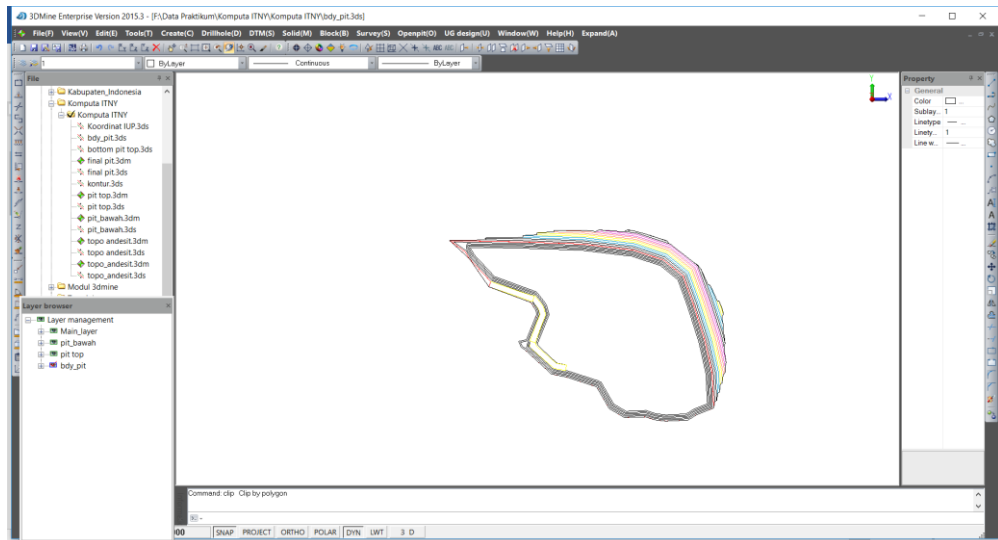 3DMine Enterprise Version 2015.3 - [F:\Data Praktikum\Komputa ITNY\Komputa ITNY\bdy_pit.3ds]
File(F) View(V) Edit(E) Tools(T) Create(C) Drillhole(D) DTM(S) Solid(M) Block(B) Survey(S) Openpit(O) UG design(U) Window(W) Help(H) Expand(A)
1 ByLayer Continuous ByLayer
File
Kabupaten_Indonesia
Komputa ITNY
Komputa ITNY
Koordinat IUP.3ds
bdy_pit.3ds
bottom pit top.3ds
final pit.3dm
final pit.3ds
kontur.3ds
pit top.3dm
pit top.3ds
pit_bawah.3dm
pit_bawah.3ds
topo andesit.3dm
topo andesit.3ds
topo_andesit.3dm
topo_andesit.3ds
Modul 3dmine
Layer browser
Layer management
Main_layer
pit_bawah
pit top
bdy_pit
Y
X
Property
General
Color ...
Sublay... 1
Linetype ...
Linety... 1
Line w... ...
Command: clip Clip by polygon
000 SNAP PROJECT ORTHO POLAR DYN LWT 3 D